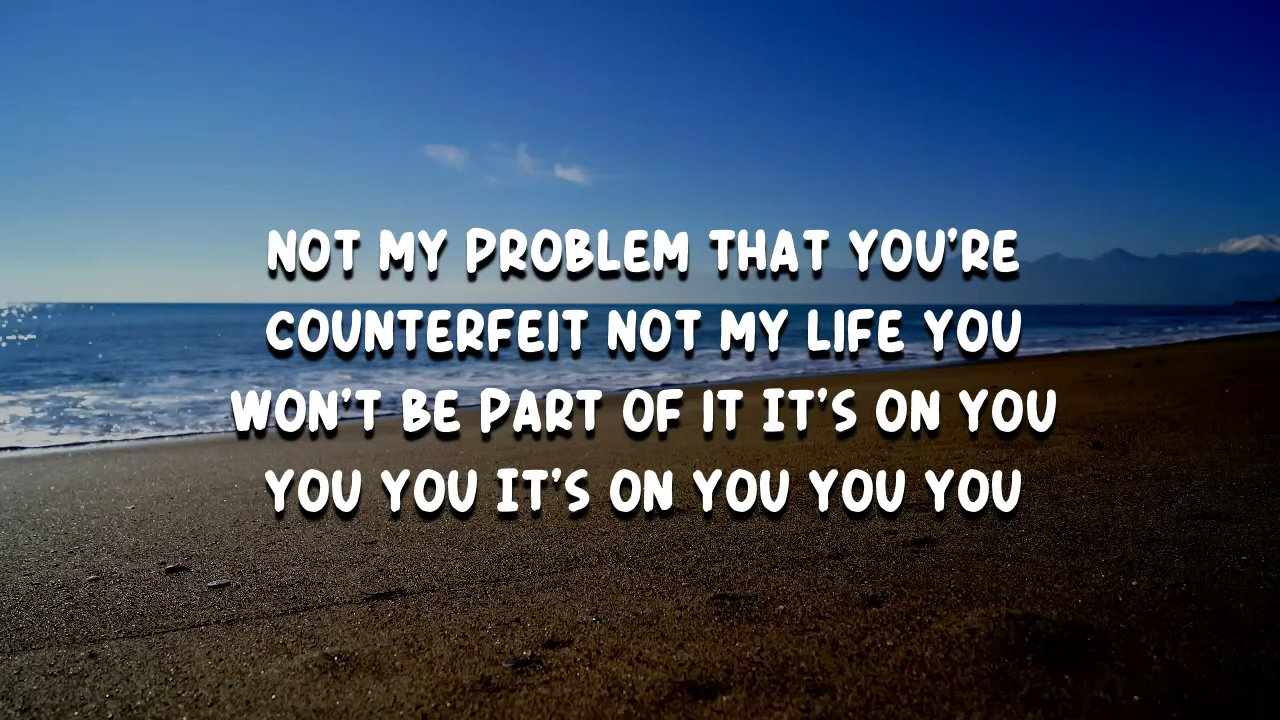 NOT MY PROBLEM THAT YOU'RE
COUNTERFEIT NOT MY LIFE YOU
WON'T BE PART OF IT IT'S ON YOU
YOU YOU IT'S ON YOU YOU YOU